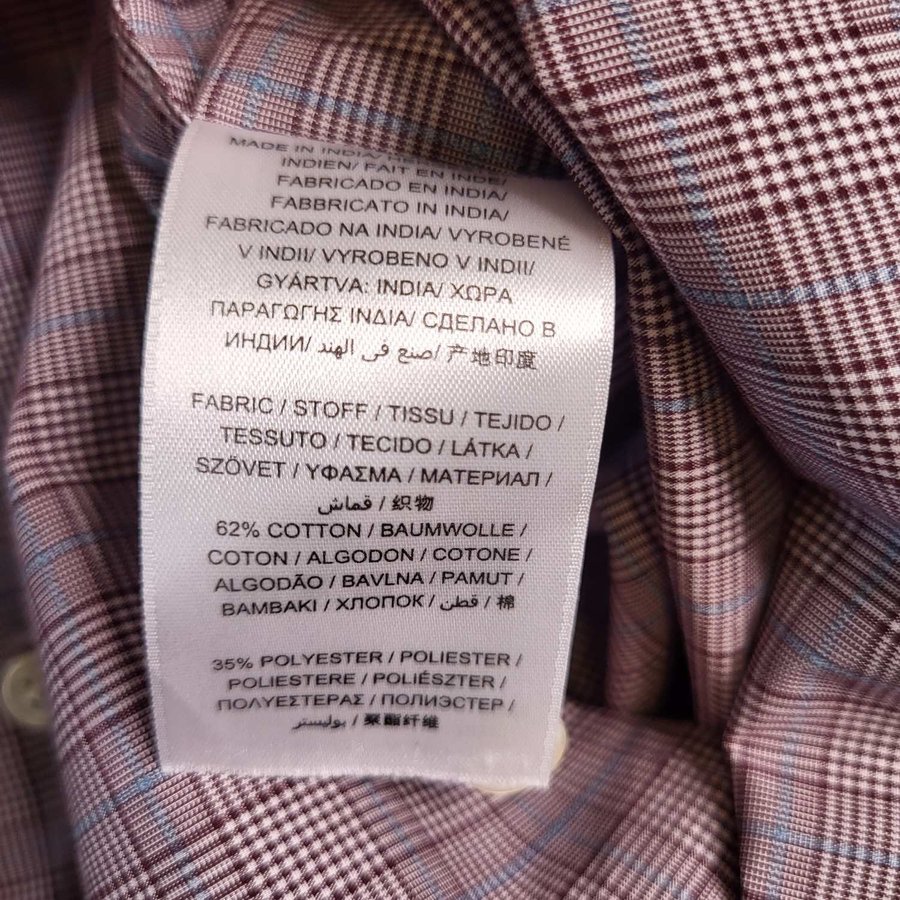 MADE IN INDIA/
INDIEN/ FAIT EN INDE/
FABRICADO EN INDIA/
FABBRICATO IN INDIA/
FABRICADO NA INDIA/ VYROBENÉ
V INDII/ VYROBENO V INDII/
GYÁRTVA: INDIA/ ΧΩΡΑ
ΠΑΡΑΓΩΓΗΣ ΙΝΔΙΑ/ СДЕЛАНО В
ИНДИИ/ صنع في الهند/ 产地印度
FABRIC / STOFF / TISSU / TEJIDO /
TESSUTO / TECIDO / LÁTKA /
SZÖVET / ΥΦΑΣΜΑ / МАТЕРИАЛ /
قماش / 织物
62% COTTON / BAUMWOLLE /
COTON / ALGODON / COTONE /
ALGODÃO / BAVLNA / PAMUT /
BAMBAKI / ХЛОПОК / قطن / 棉
35% POLYESTER / POLIESTER /
POLIESTERE / POLIÉSZTER /
ΠΟΛΥΕΣΤΕΡΑΣ / ПОЛИЭСТЕР /
بوليستر / 聚酯纤维